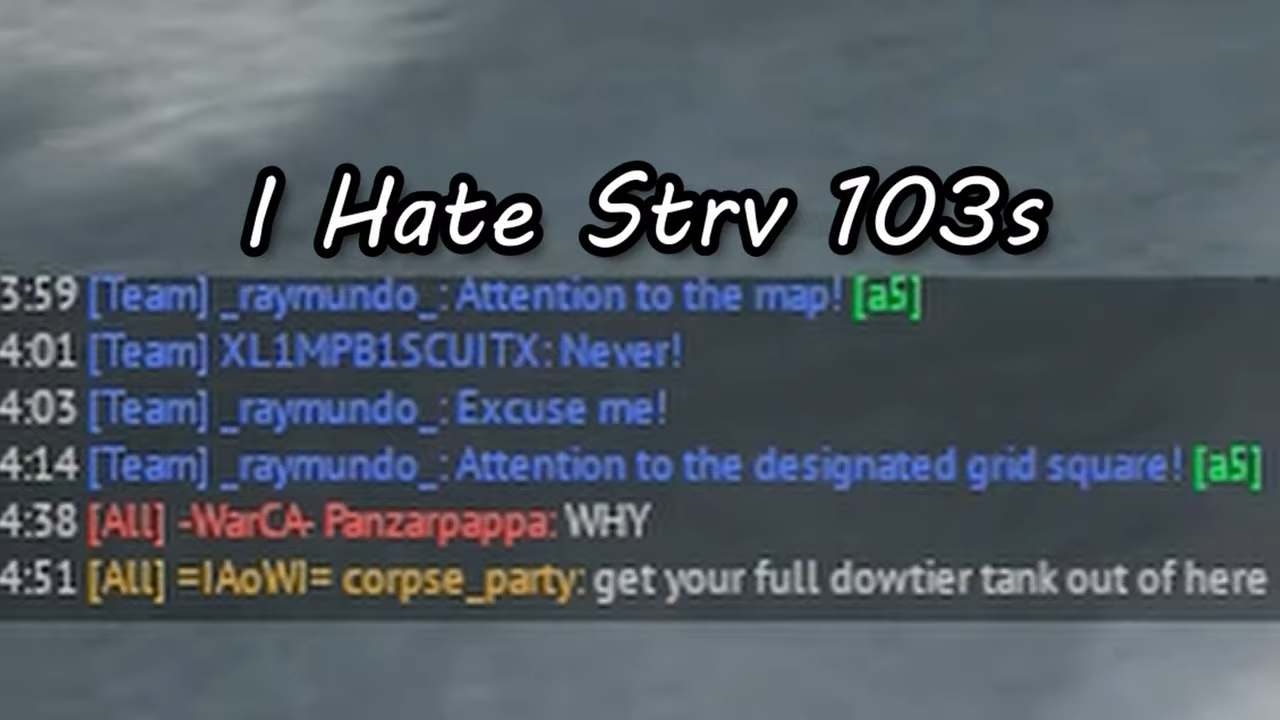 I Hate Strv 103s
3:59 [Team] _raymundo_: Attention to the map! [a5]
4:01 [Team] XL1MPB1SCUITX: Never!
4:03 [Team] _raymundo_: Excuse me!
4:14 [Team] _raymundo_: Attention to the designated grid square! [a5]
4:38 [All] -WarCA- Panzarpappa: WHY
4:51 [All] =IAoWI= corpse_party: get your full dowtier tank out of here